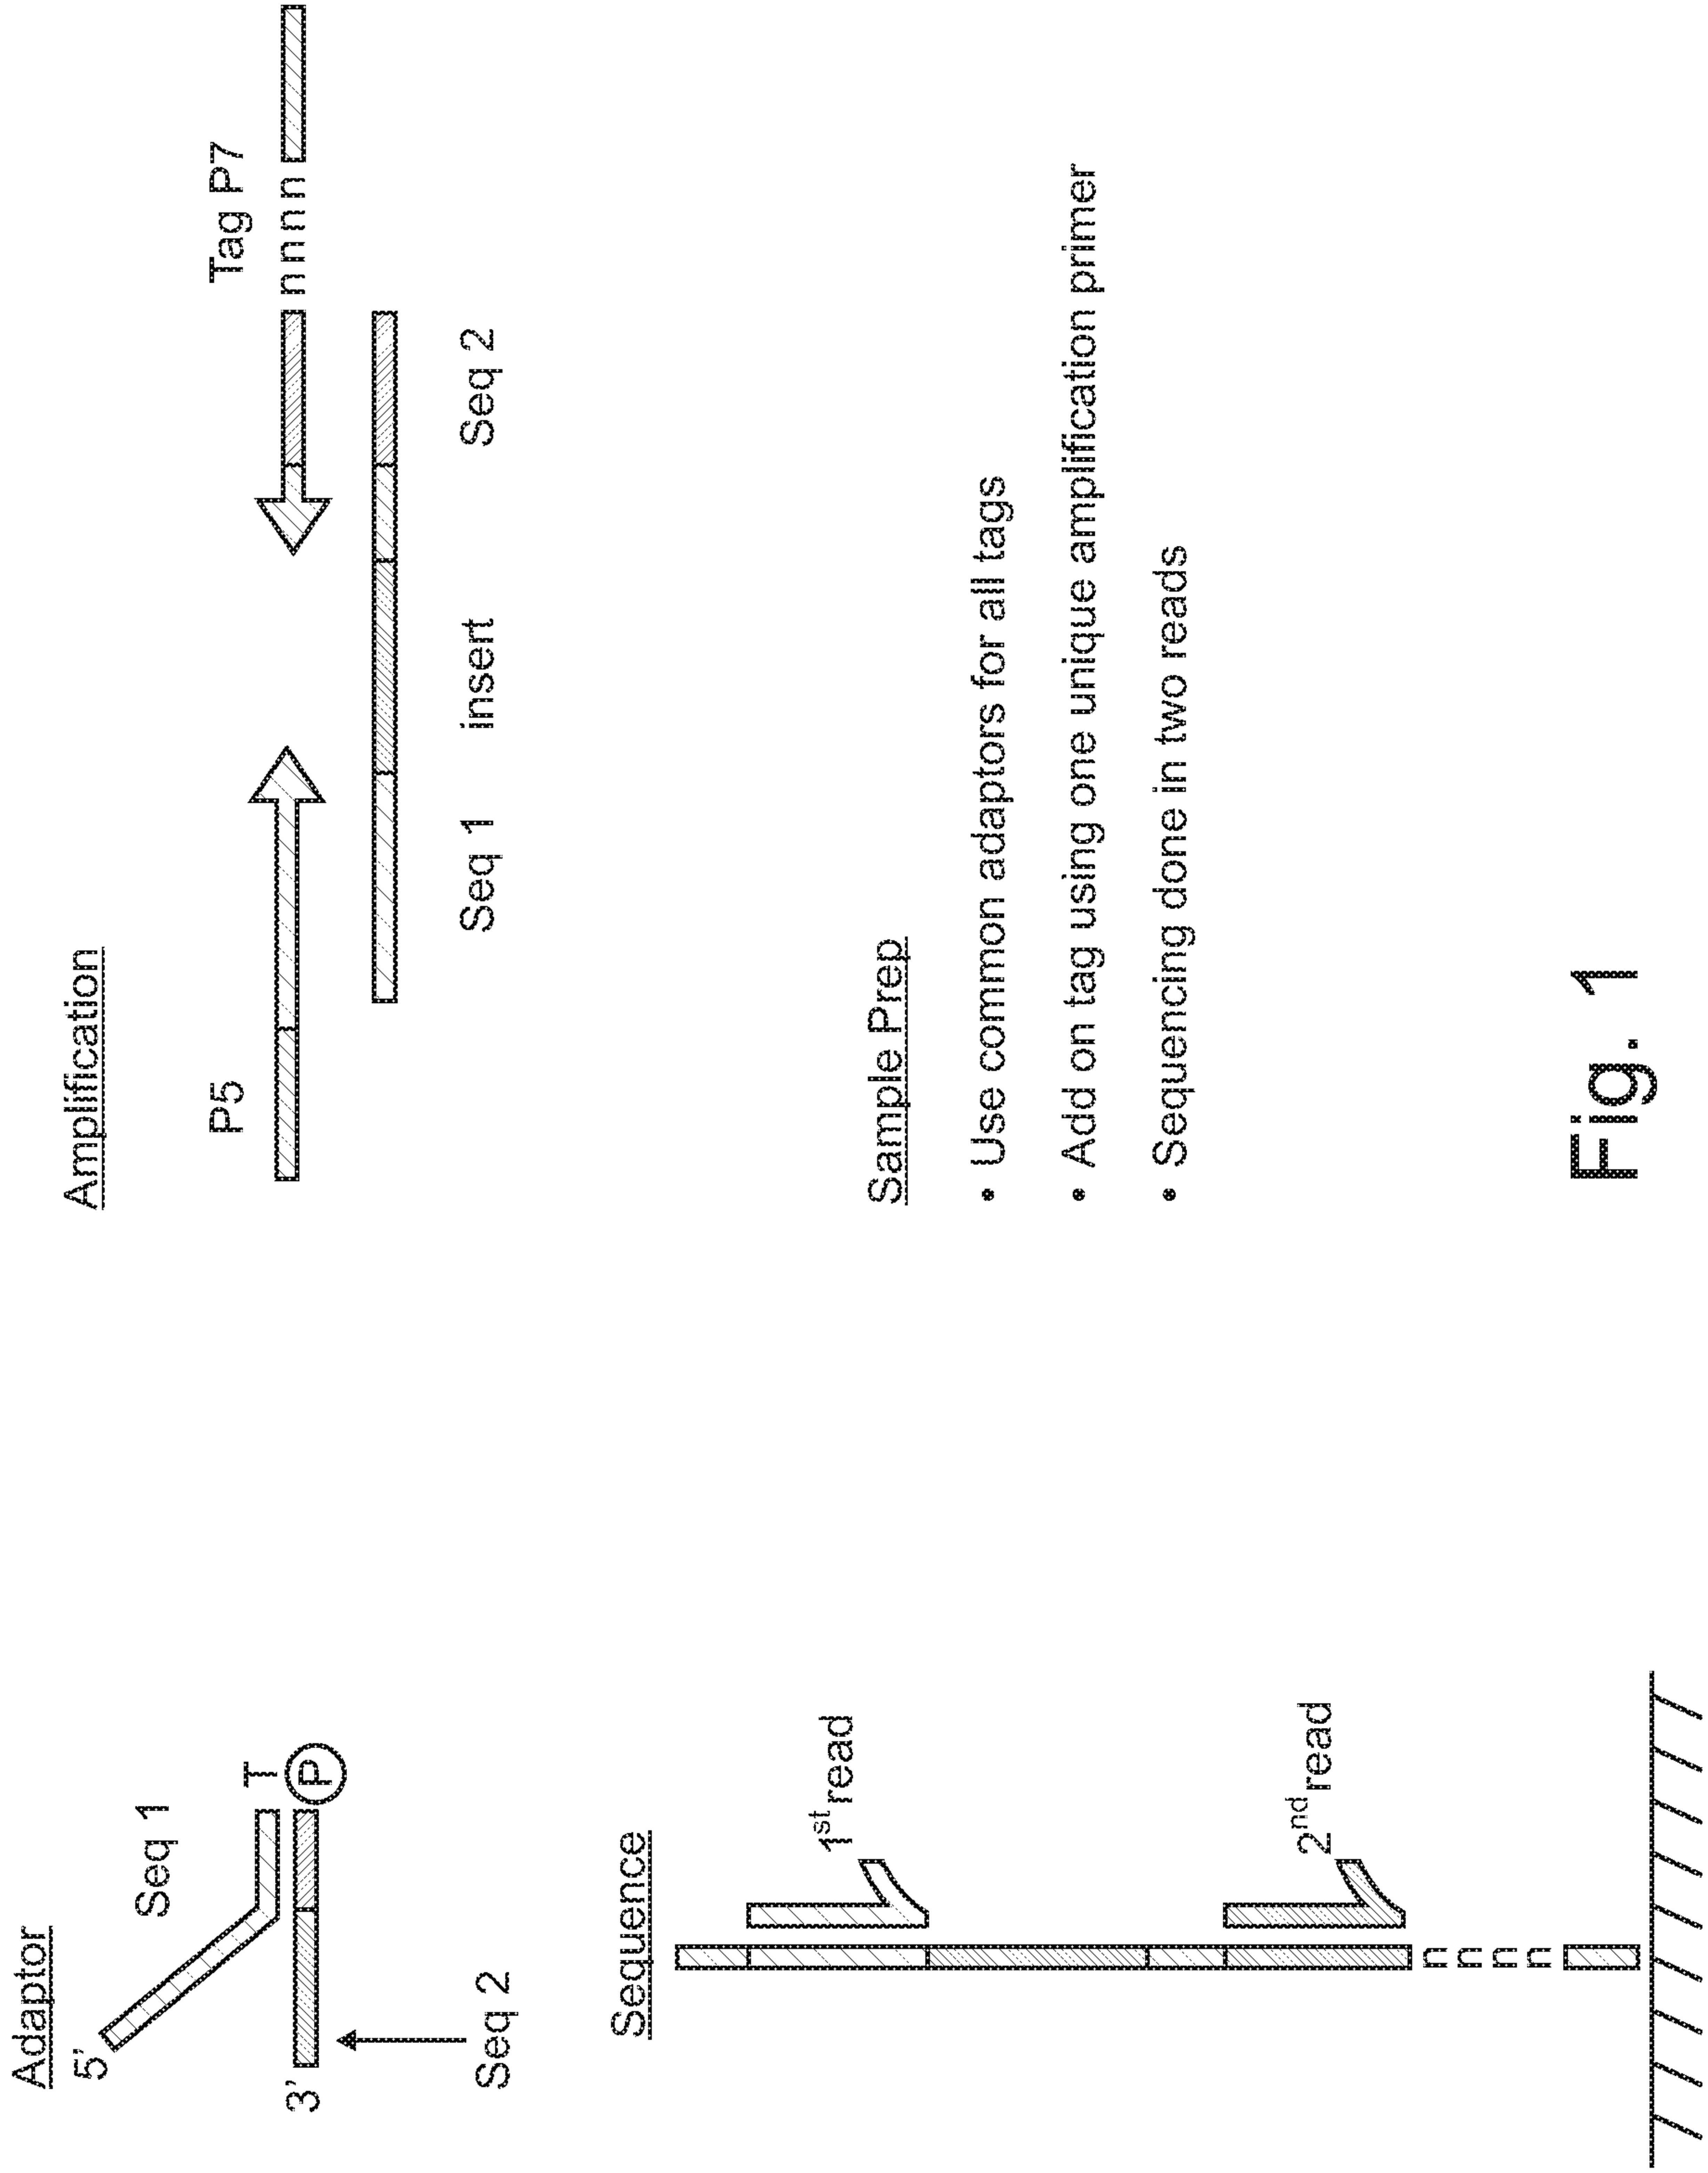 Adaptor
5'
Seq 1
T
P
3'
Seq 2
Amplification
P5
Tag P7
nnnn
Seq 1 insert Seq 2
Sequence
1st read
2nd read
n
n
n
n
Sample Prep
• Use common adaptors for all tags
• Add on tag using one unique amplification primer
• Sequencing done in two reads
Fig. 1